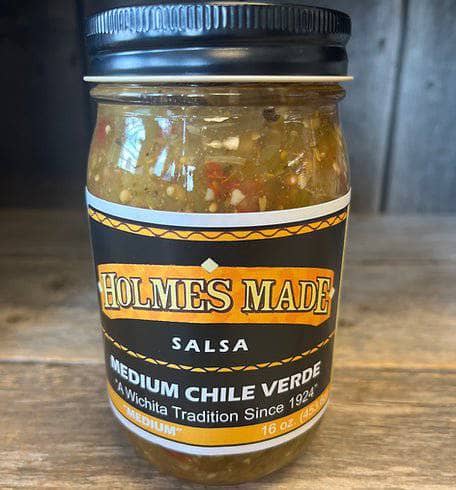 HOLMES MADE
SALSA
MEDIUM CHILE VERDE
"A Wichita Tradition Since 1924"
"MEDIUM"
16 oz.